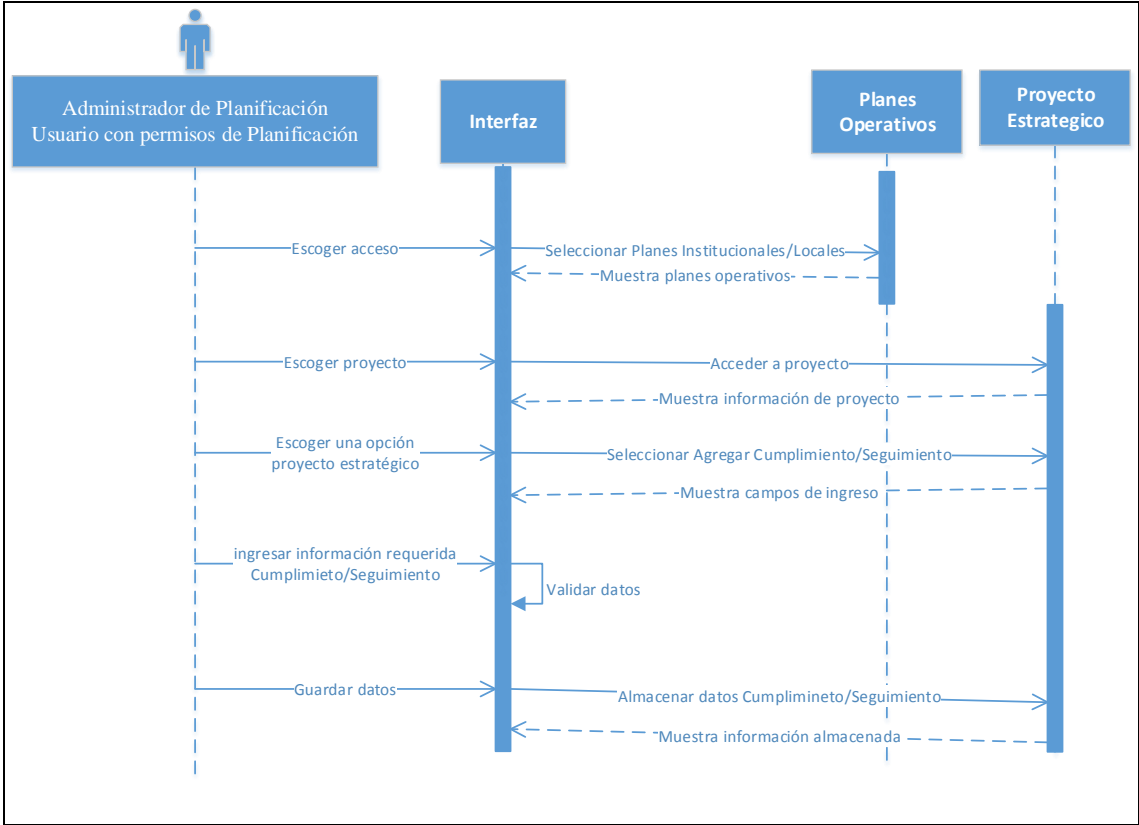 Administrador de Planificación
Usuario con permisos de Planificación
Interfaz
Planes
Operativos
Proyecto
Estrategico
Escoger acceso
Seleccionar Planes Institucionales/Locales
Muestra planes operativos
Escoger proyecto
Acceder a proyecto
Muestra información de proyecto
Escoger una opción
proyecto estratégico
Seleccionar Agregar Cumplimiento/Seguimiento
Muestra campos de ingreso
ingresar información requerida
Cumplimieto/Seguimiento
Validar datos
Guardar datos
Almacenar datos Cumplimineto/Seguimiento
Muestra información almacenada